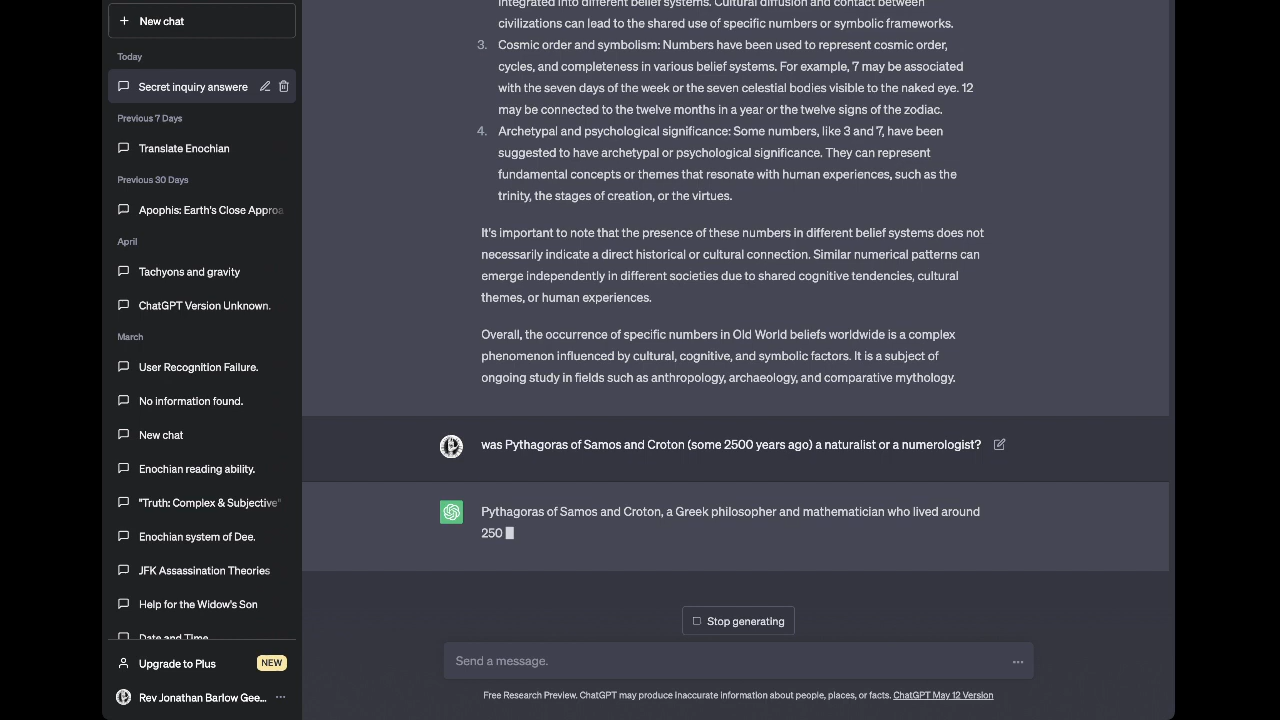 New chat
Today
Secret inquiry answere
Previous 7 Days
Translate Enochian
Previous 30 Days
Apophis: Earth's Close Approa
April
Tachyons and gravity
ChatGPT Version Unknown.
March
User Recognition Failure.
No information found.
New chat
Enochian reading ability.
"Truth: Complex & Subjective"
Enochian system of Dee.
JFK Assassination Theories
Help for the Widow's Son
Date and Time
Upgrade to Plus
NEW
Rev Jonathan Barlow Gee...
integrated into different belief systems. Cultural diffusion and contact between
civilizations can lead to the shared use of specific numbers or symbolic frameworks.
3. Cosmic order and symbolism: Numbers have been used to represent cosmic order,
cycles, and completeness in various belief systems. For example, 7 may be associated
with the seven days of the week or the seven celestial bodies visible to the naked eye. 12
may be connected to the twelve months in a year or the twelve signs of the zodiac.
4. Archetypal and psychological significance: Some numbers, like 3 and 7, have been
suggested to have archetypal or psychological significance. They can represent
fundamental concepts or themes that resonate with human experiences, such as the
trinity, the stages of creation, or the virtues.
It's important to note that the presence of these numbers in different belief systems does not
necessarily indicate a direct historical or cultural connection. Similar numerical patterns can
emerge independently in different societies due to shared cognitive tendencies, cultural
themes, or human experiences.
Overall, the occurrence of specific numbers in Old World beliefs worldwide is a complex
phenomenon influenced by cultural, cognitive, and symbolic factors. It is a subject of
ongoing study in fields such as anthropology, archaeology, and comparative mythology.
was Pythagoras of Samos and Croton (some 2500 years ago) a naturalist or a numerologist?
Pythagoras of Samos and Croton, a Greek philosopher and mathematician who lived around
250
Stop generating
Send a message.
Free Research Preview. ChatGPT may produce inaccurate information about people, places, or facts. ChatGPT May 12 Version